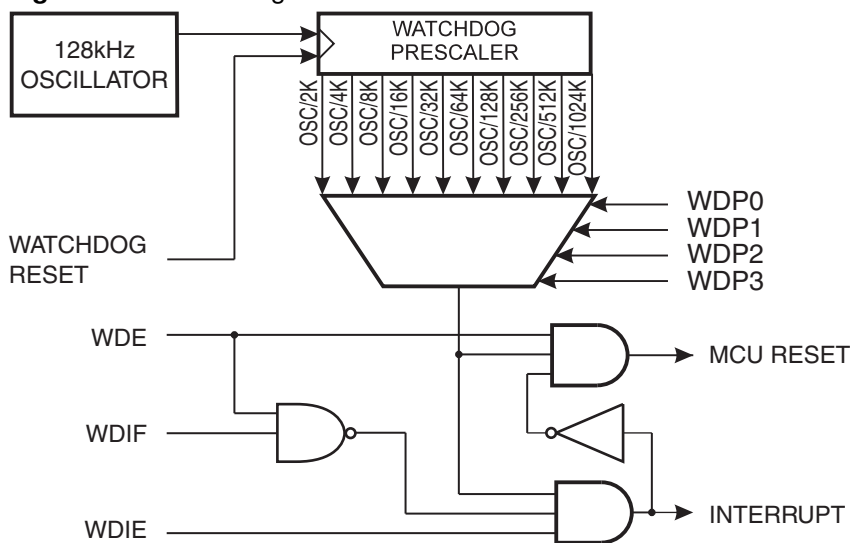 128kHz
OSCILLATOR
WATCHDOG
PRESCALER
OSC/2K
OSC/4K
OSC/8K
OSC/16K
OSC/32K
OSC/64K
OSC/128K
OSC/256K
OSC/512K
OSC/1024K
WDP0
WDP1
WDP2
WDP3
WATCHDOG
RESET
WDE
MCU RESET
WDIF
INTERRUPT
WDIE